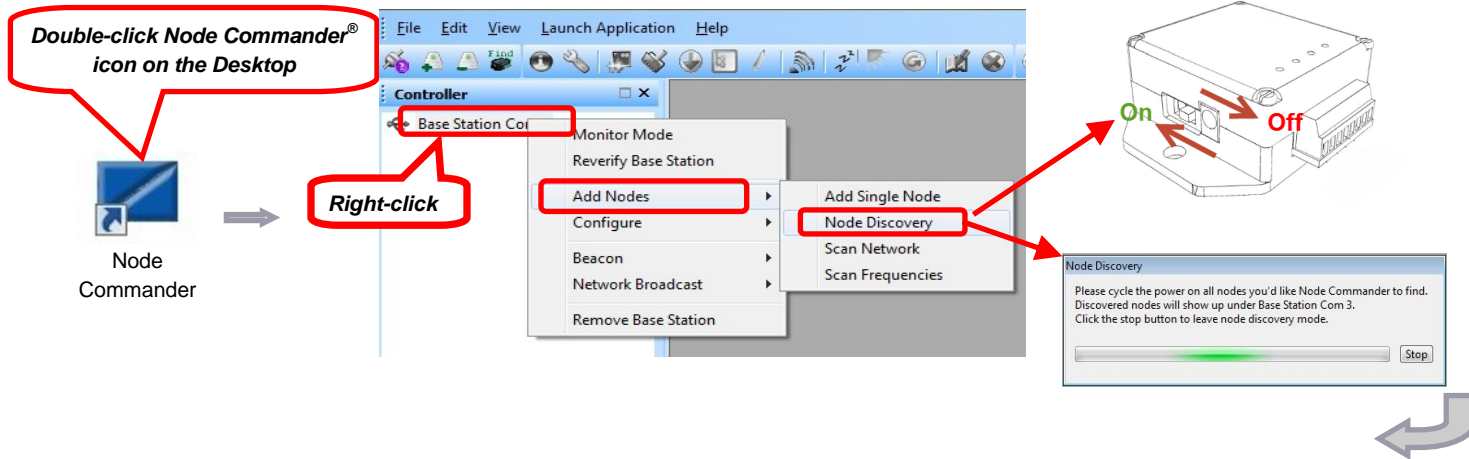 Double-click Node Commander®
icon on the Desktop
Node
Commander
File Edit View Launch Application Help
Find
Controller
Base Station Co
Right-click
Monitor Mode
Reverify Base Station
Add Nodes
Configure
Beacon
Network Broadcast
Remove Base Station
Add Single Node
Node Discovery
Scan Network
Scan Frequencies
On
Off
Node Discovery
Please cycle the power on all nodes you'd like Node Commander to find.
Discovered nodes will show up under Base Station Com 3.
Click the stop button to leave node discovery mode.
Stop